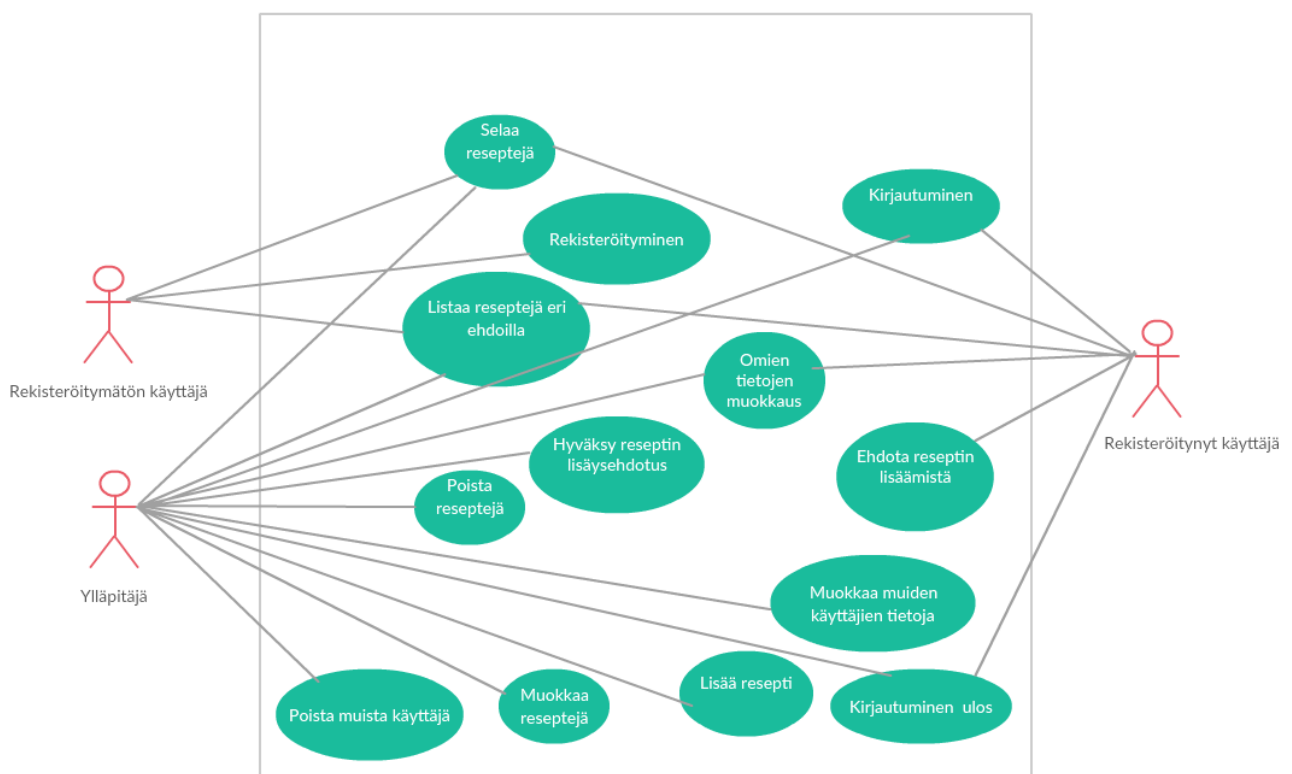 Selaa
reseptejä
Kirjautuminen
Rekisteröityminen
Listaa reseptejä eri
ehdoilla
Omien
tietojen
muokkaus
Rekisteröitymätön käyttäjä
Rekisteröitynyt käyttäjä
Hyväksy reseptin
lisäysehdotus
Ehdota reseptin
lisäämistä
Poista
reseptejä
Ylläpitäjä
Muokkaa muiden
käyttäjien tietoja
Poista muista käyttäjä
Muokkaa
reseptejä
Lisää resepti
Kirjautuminen ulos